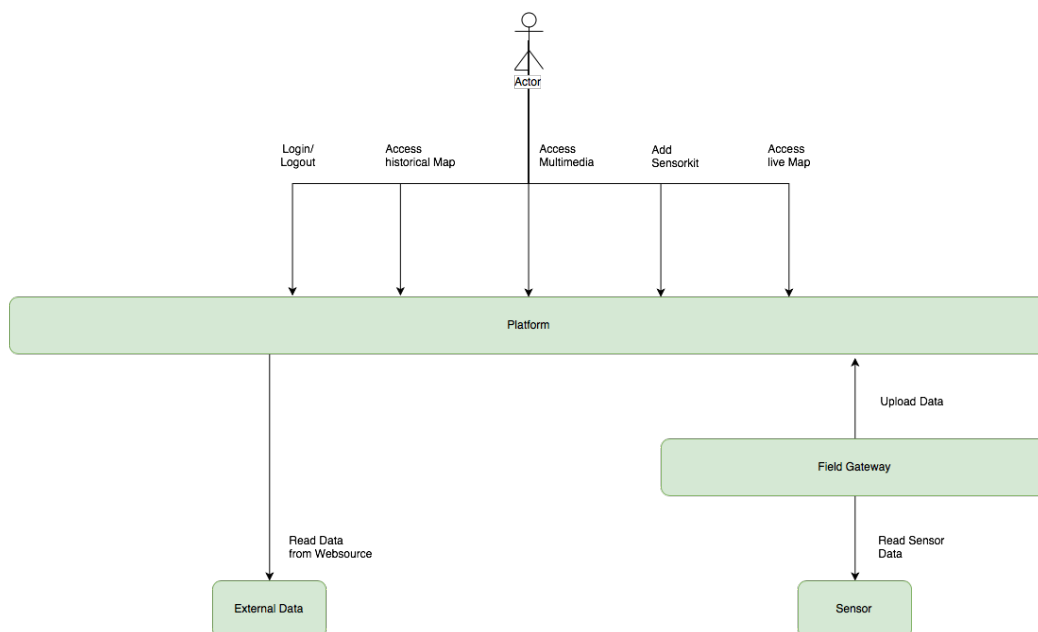 Actor
Login/
Logout
Access
historical Map
Access
Multimedia
Add
Sensorkit
Access
live Map
Platform
Upload Data
Field Gateway
Read Data
from Websource
Read Sensor
Data
External Data
Sensor